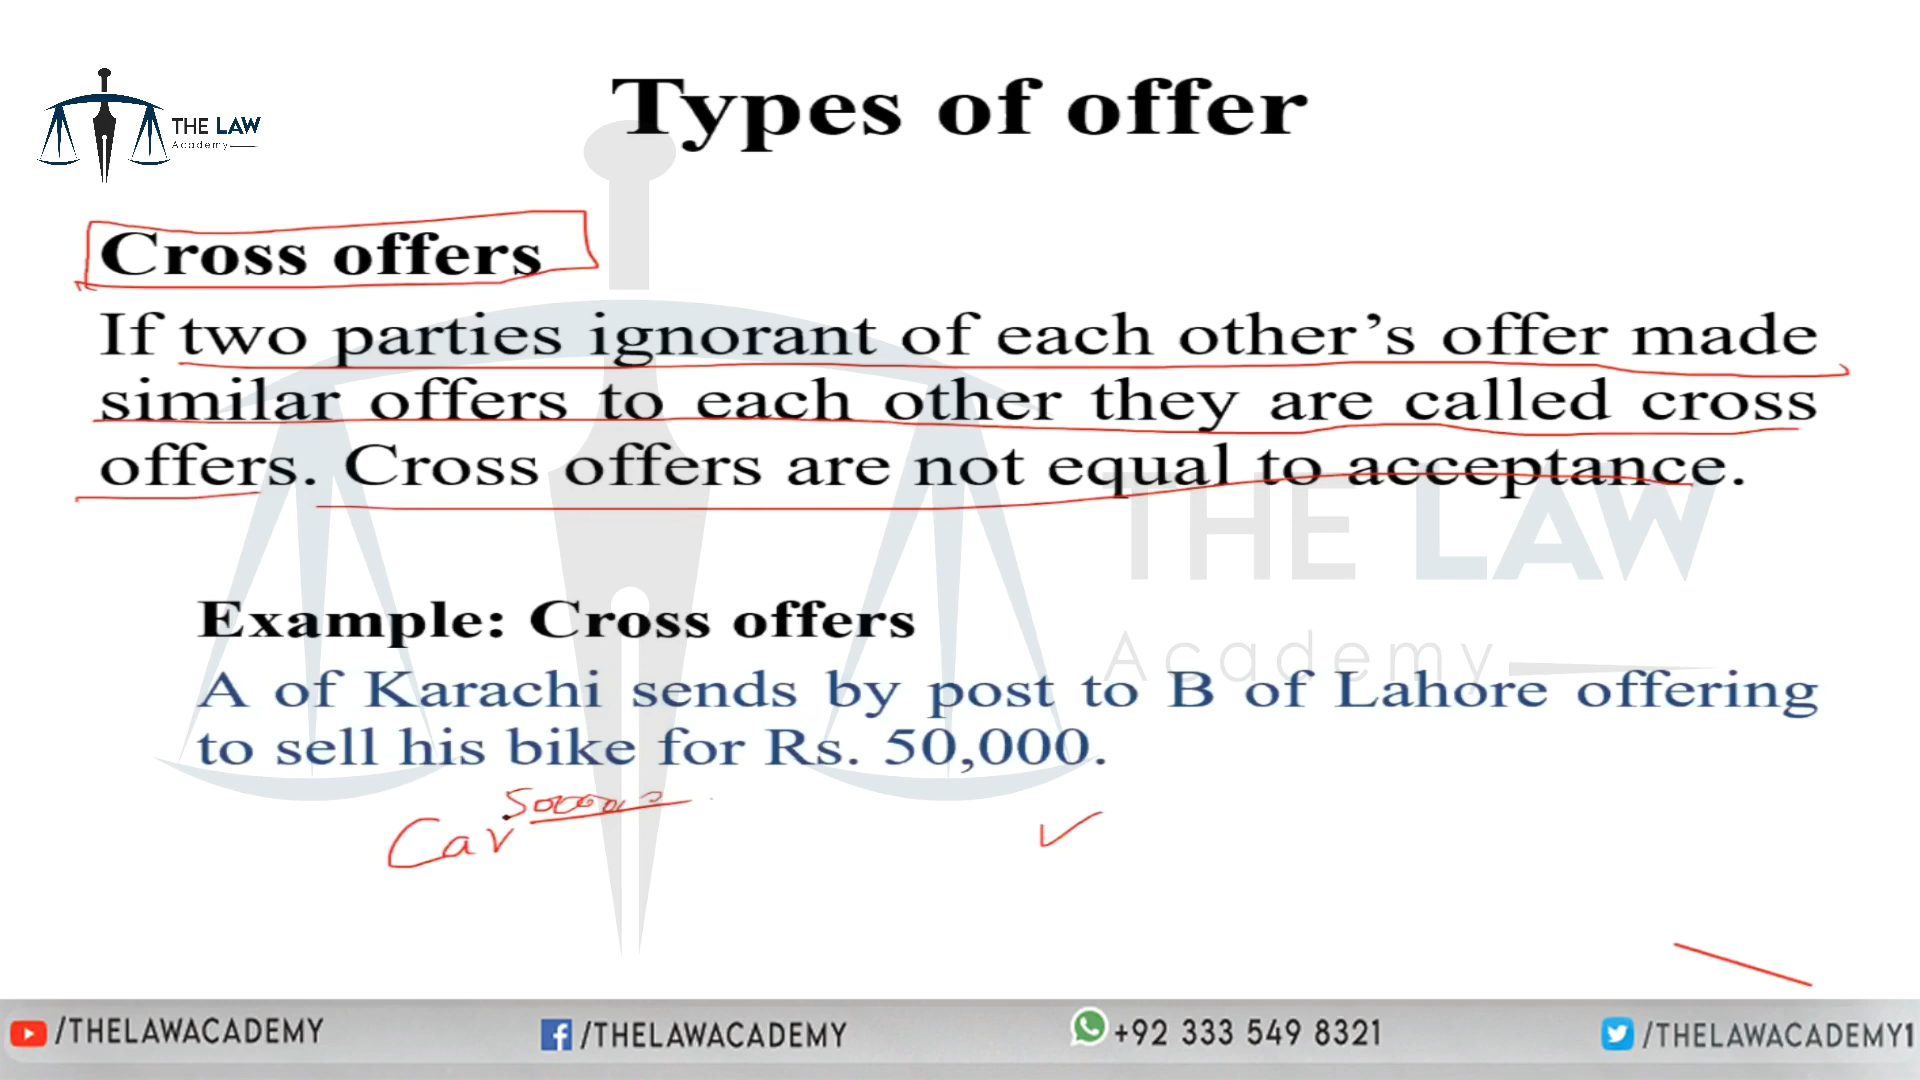 THE LAW
Academy
Types of offer
Cross offers
If two parties ignorant of each other's offer made
similar offers to each other they are called cross
offers. Cross offers are not equal to acceptance.
THE LAW
Academy
Example: Cross offers
A of Karachi sends by post to B of Lahore offering
to sell his bike for Rs. 50,000.
Car
/THELAWACADEMY
/THELAWACADEMY
+92 333 549 8321
/THELAWACADEMY1